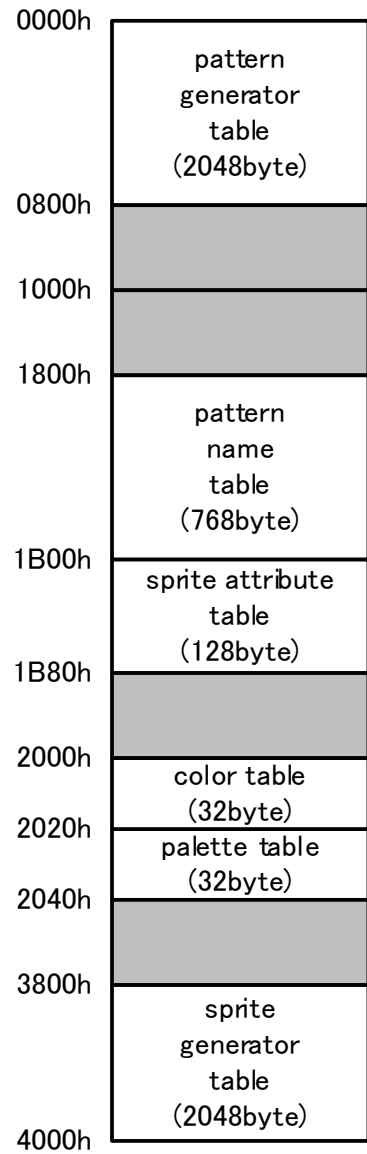 0000h
pattern
generator
table
(2048byte)
0800h
1000h
1800h
pattern
name
table
(768byte)
1B00h
sprite attribute
table
(128byte)
1B80h
2000h
color table
(32byte)
2020h
palette table
(32byte)
2040h
3800h
sprite
generator
table
(2048byte)
4000h